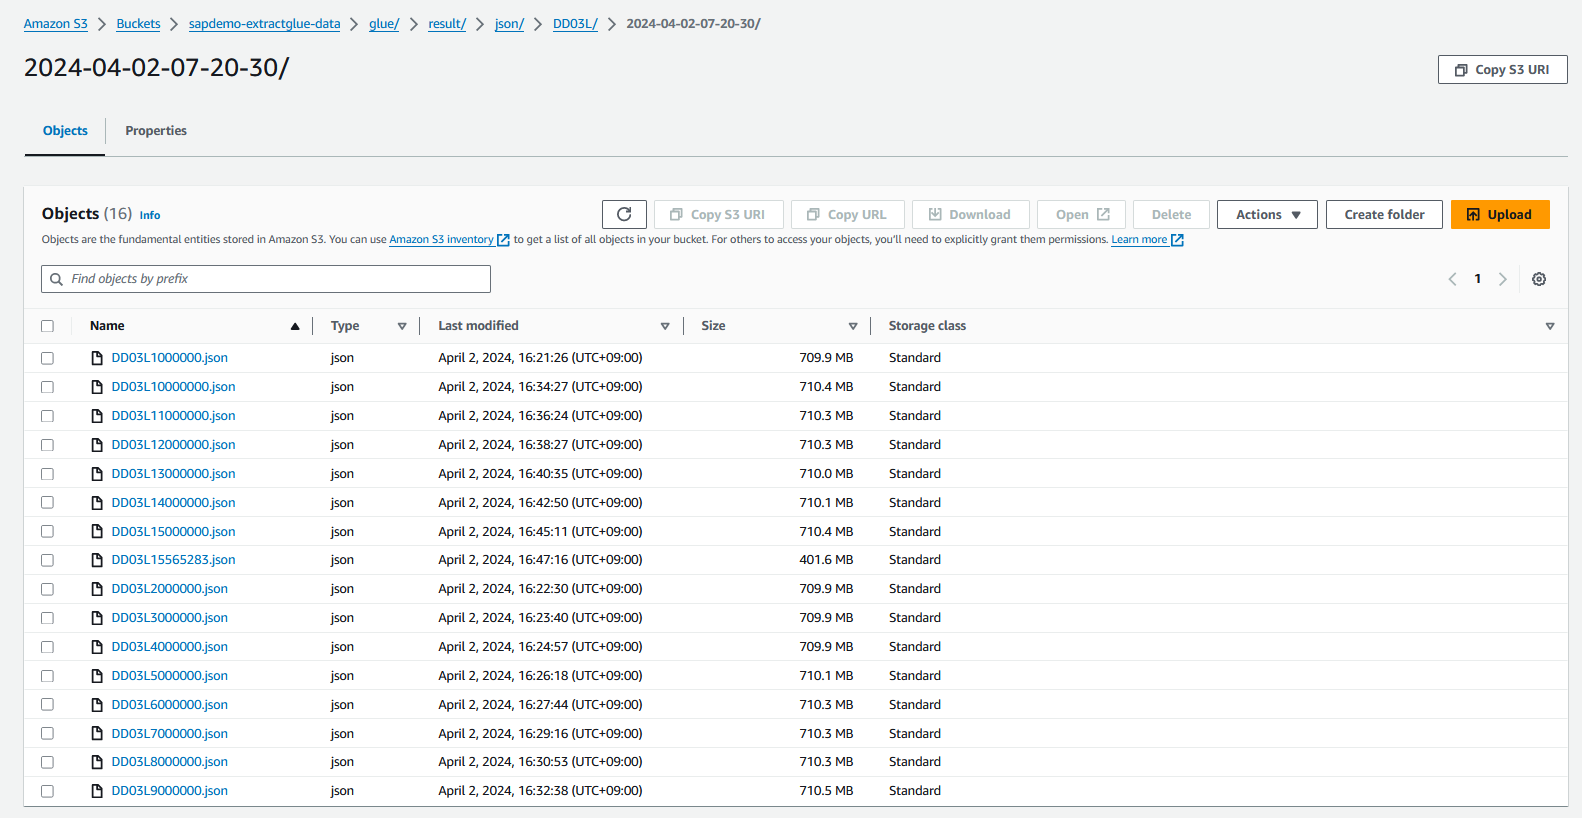 Amazon S3 > Buckets > sapdemo-extractglue-data > glue/ > result/ > json/ > DD03L/ > 2024-04-02-07-20-30/
2024-04-02-07-20-30/
Copy S3 URI
Objects Properties
Objects (16) Info
Copy S3 URI Copy URL Download Open Delete Actions Create folder Upload
Objects are the fundamental entities stored in Amazon S3. You can use Amazon S3 inventory to get a list of all objects in your bucket. For others to access your objects, you'll need to explicitly grant them permissions. Learn more
Find objects by prefix
1
Name Type Last modified Size Storage class
DD03L1000000.json json April 2, 2024, 16:21:26 (UTC+09:00) 709.9 MB Standard
DD03L10000000.json json April 2, 2024, 16:34:27 (UTC+09:00) 710.4 MB Standard
DD03L11000000.json json April 2, 2024, 16:36:24 (UTC+09:00) 710.3 MB Standard
DD03L12000000.json json April 2, 2024, 16:38:27 (UTC+09:00) 710.3 MB Standard
DD03L13000000.json json April 2, 2024, 16:40:35 (UTC+09:00) 710.0 MB Standard
DD03L14000000.json json April 2, 2024, 16:42:50 (UTC+09:00) 710.1 MB Standard
DD03L15000000.json json April 2, 2024, 16:45:11 (UTC+09:00) 710.4 MB Standard
DD03L15565283.json json April 2, 2024, 16:47:16 (UTC+09:00) 401.6 MB Standard
DD03L2000000.json json April 2, 2024, 16:22:30 (UTC+09:00) 709.9 MB Standard
DD03L3000000.json json April 2, 2024, 16:23:40 (UTC+09:00) 709.9 MB Standard
DD03L4000000.json json April 2, 2024, 16:24:57 (UTC+09:00) 709.9 MB Standard
DD03L5000000.json json April 2, 2024, 16:26:18 (UTC+09:00) 710.1 MB Standard
DD03L6000000.json json April 2, 2024, 16:27:44 (UTC+09:00) 710.3 MB Standard
DD03L7000000.json json April 2, 2024, 16:29:16 (UTC+09:00) 710.3 MB Standard
DD03L8000000.json json April 2, 2024, 16:30:53 (UTC+09:00) 710.3 MB Standard
DD03L9000000.json json April 2, 2024, 16:32:38 (UTC+09:00) 710.5 MB Standard